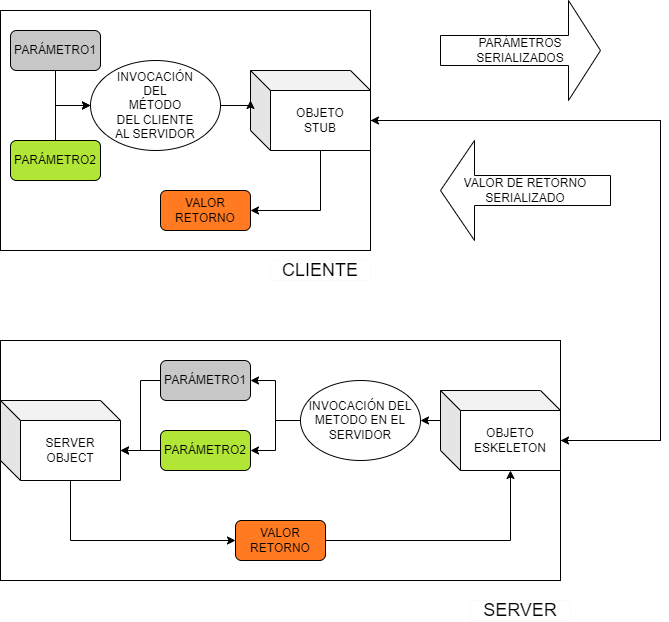 PARÁMETRO1
PARÁMETRO2
INVOCACIÓN
DEL
MÉTODO
DEL CLIENTE
AL SERVIDOR
OBJETO
STUB
VALOR
RETORNO
CLIENTE
PARÁMETROS
SERIALIZADOS
VALOR DE RETORNO
SERIALIZADO
SERVER
OBJECT
PARÁMETRO1
PARÁMETRO2
INVOCACIÓN DEL
METODO EN EL
SERVIDOR
OBJETO
ESKELETON
VALOR
RETORNO
SERVER